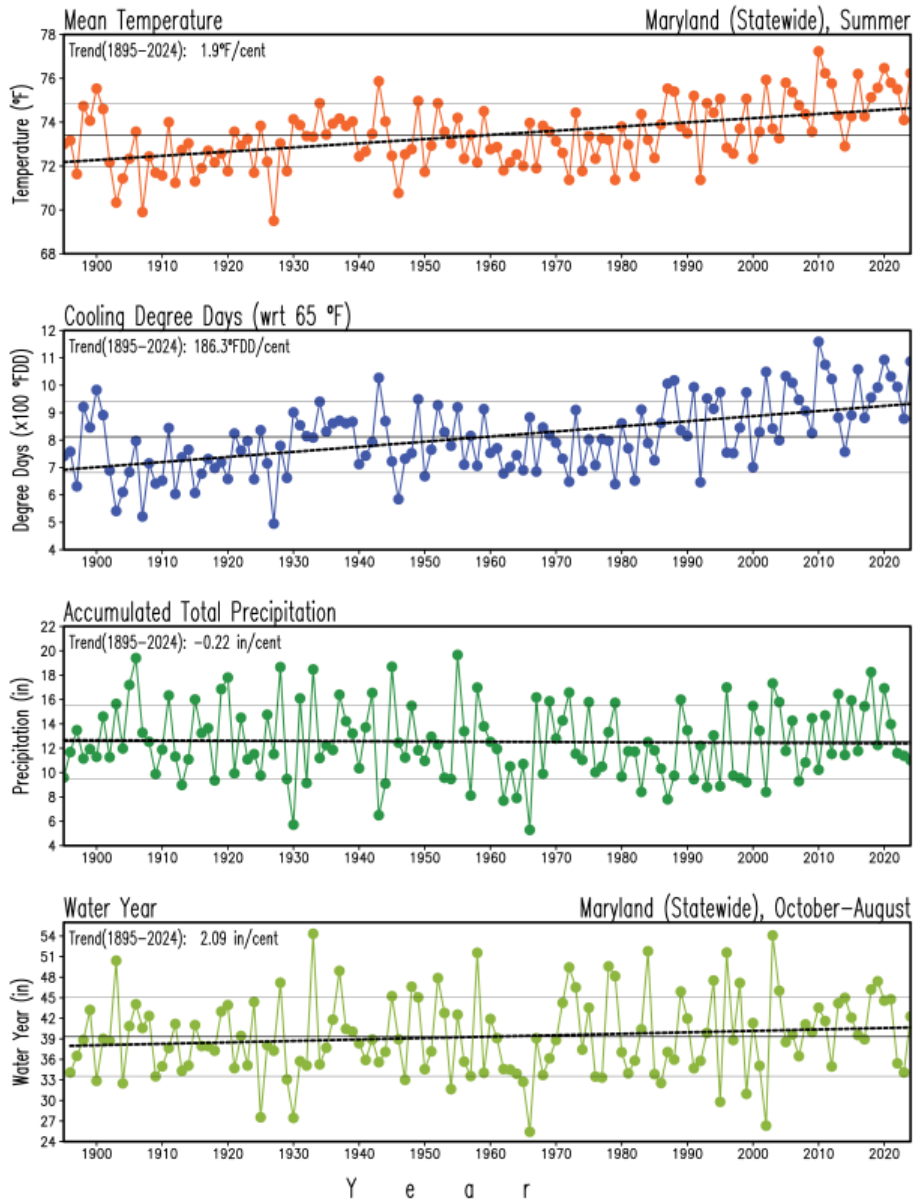 Mean Temperature Maryland (Statewide), Summer
Trend(1895-2024): 1.9°F/cent
Temperature (°F)
78
76
74
72
70
68
1900 1910 1920 1930 1940 1950 1960 1970 1980 1990 2000 2010 2020
Cooling Degree Days (wrt 65 °F)
Trend(1895-2024): 186.3°FDD/cent
Degree Days (x100 °FDD)
12
11
10
9
8
7
6
5
4
1900 1910 1920 1930 1940 1950 1960 1970 1980 1990 2000 2010 2020
Accumulated Total Precipitation
Trend(1895-2024): -0.22 in/cent
Precipitation (in)
22
20
18
16
14
12
10
8
6
4
1900 1910 1920 1930 1940 1950 1960 1970 1980 1990 2000 2010 2020
Water Year Maryland (Statewide), October-August
Trend(1895-2024): 2.09 in/cent
Water Year (in)
54
51
48
45
42
39
36
33
30
27
24
1900 1910 1920 1930 1940 1950 1960 1970 1980 1990 2000 2010 2020
Y e a r